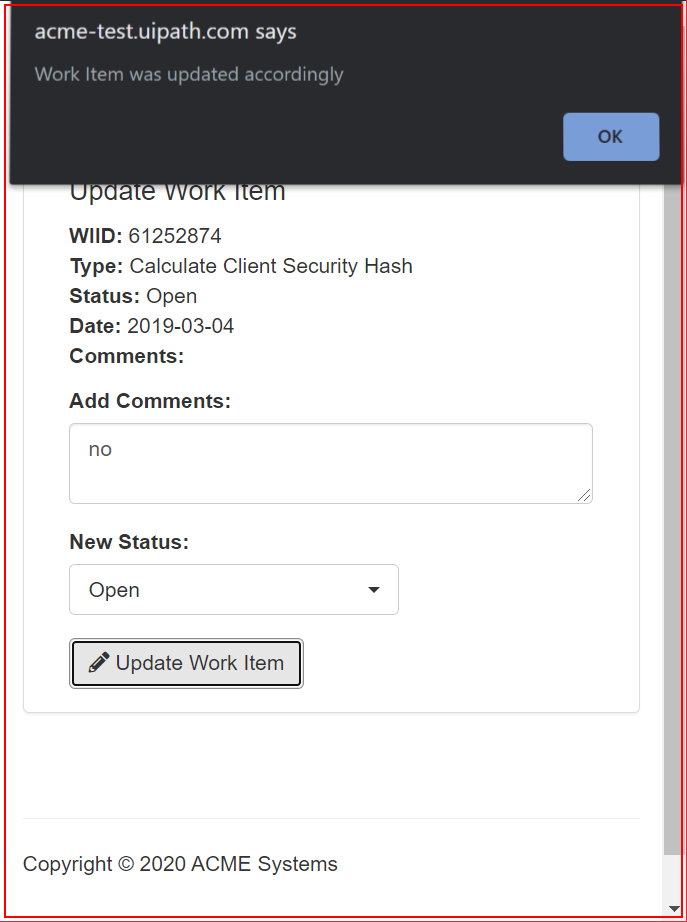 acme-test.uipath.com says
Work Item was updated accordingly
OK
Update Work Item
WIID: 61252874
Type: Calculate Client Security Hash
Status: Open
Date: 2019-03-04
Comments:
Add Comments:
no
New Status:
Open
Update Work Item
Copyright © 2020 ACME Systems